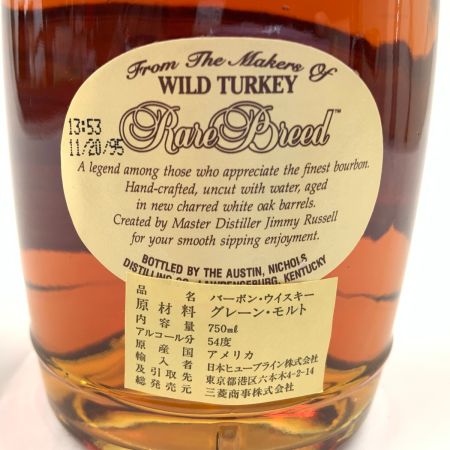 From The Makers Of
WILD TURKEY
13:53
Rare Breed™
11/20/95
A legend among those who appreciate the finest bourbon.
Hand-crafted, uncut with water, aged
in new charred white oak barrels.
Created by Master Distiller Jimmy Russell
for your smooth sipping enjoyment.
BOTTLED BY THE AUSTIN, NICHOLS
DISTILLING CO. LAWRENCEBURG, KENTUCKY
品名 バーボン・ウイスキー
原材料 グレーン・モルト
内容量 750mℓ
アルコール分 54度
原産国 アメリカ
輸入者 日本ヒューブライン株式会社
及引取先 東京都港区六本木4-2-14
総発売元 三菱商事株式会社